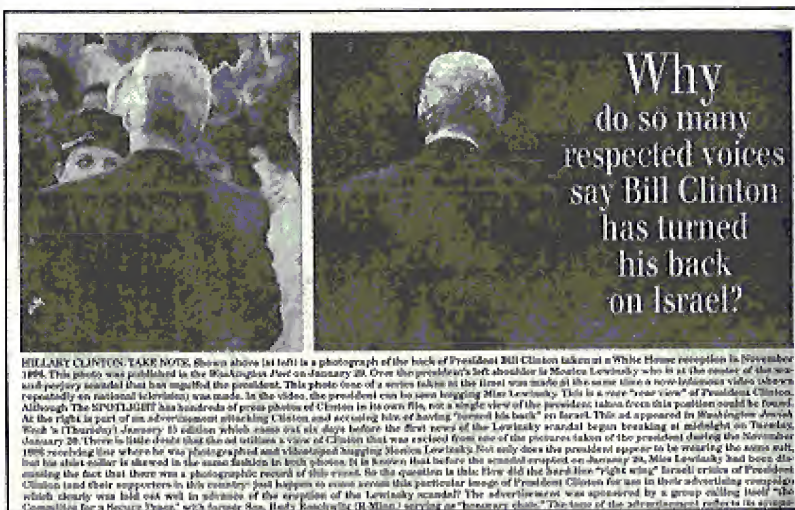 Why
do so many
respected voices
say Bill Clinton
has turned
his back
on Israel?
HILLARY CLINTON, TAKE NOTE. Shown above (at left) is a photograph of the back of President Bill Clinton taken at a White House reception in November
1996. This photo was published in the Washington Post on January 29. Over the president's left shoulder is Monica Lewinsky who is at the center of the sex-
and-perjury scandal that has engulfed the president. This photo (one of a series taken at the time) was made at the same time a now-infamous video (shown
repeatedly on national television) was made. In the video, the president can be seen hugging Miss Lewinsky. This is a rare "rear view" of President Clinton.
Although The SPOTLIGHT has hundreds of press photos of Clinton in its own file, not a single view of the president taken from this position could be found.
At the right is part of an advertisement attacking Clinton and accusing him of having "turned his back" on Israel. This ad appeared in Washington Jewish
Week's (Thursday) January 15 edition which came out six days before the first news of the Lewinsky scandal began breaking at midnight on Tuesday,
January 20. There is little doubt that the ad utilizes a view of Clinton that was excised from one of the pictures taken of the president during the November
1996 receiving line where he was photographed and videotaped hugging Monica Lewinsky. Not only does the president appear to be wearing the same suit,
but his shirt collar is skewed in the same fashion in both photos. It is known that before the scandal erupted on January 20, Miss Lewinsky had been
the fact that there was a photographic record of this event. So the question is this: How did the hard-line "right wing" Israeli critics of President
Clinton (and their supporters in this country) just happen to come across this particular image of President Clinton for use in their advertising campaign
which clearly was laid out well in advance of the eruption of the Lewinsky scandal? The advertisement was sponsored by a group calling itself "the
Committee for a Secure Peace," with former Sen. Rudy Boschwitz (R-Minn.) serving as "honorary chair." The tone of the advertisement reflects its